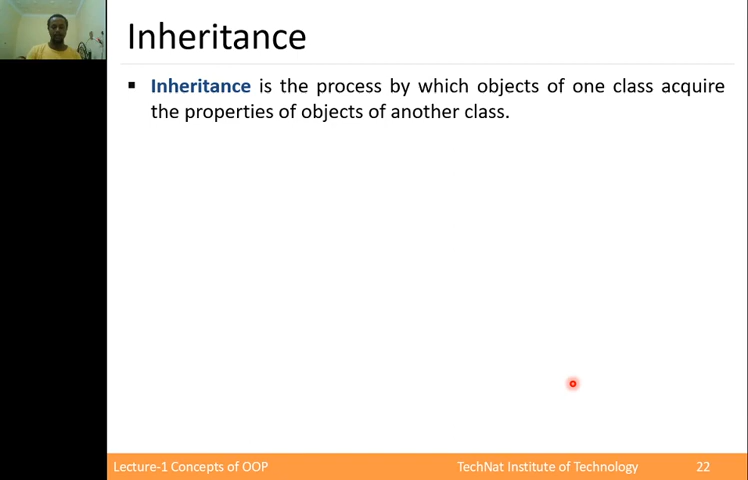 Inheritance
▪ Inheritance is the process by which objects of one class acquire
the properties of objects of another class.
Lecture-1 Concepts of OOP TechNat Institute of Technology 22